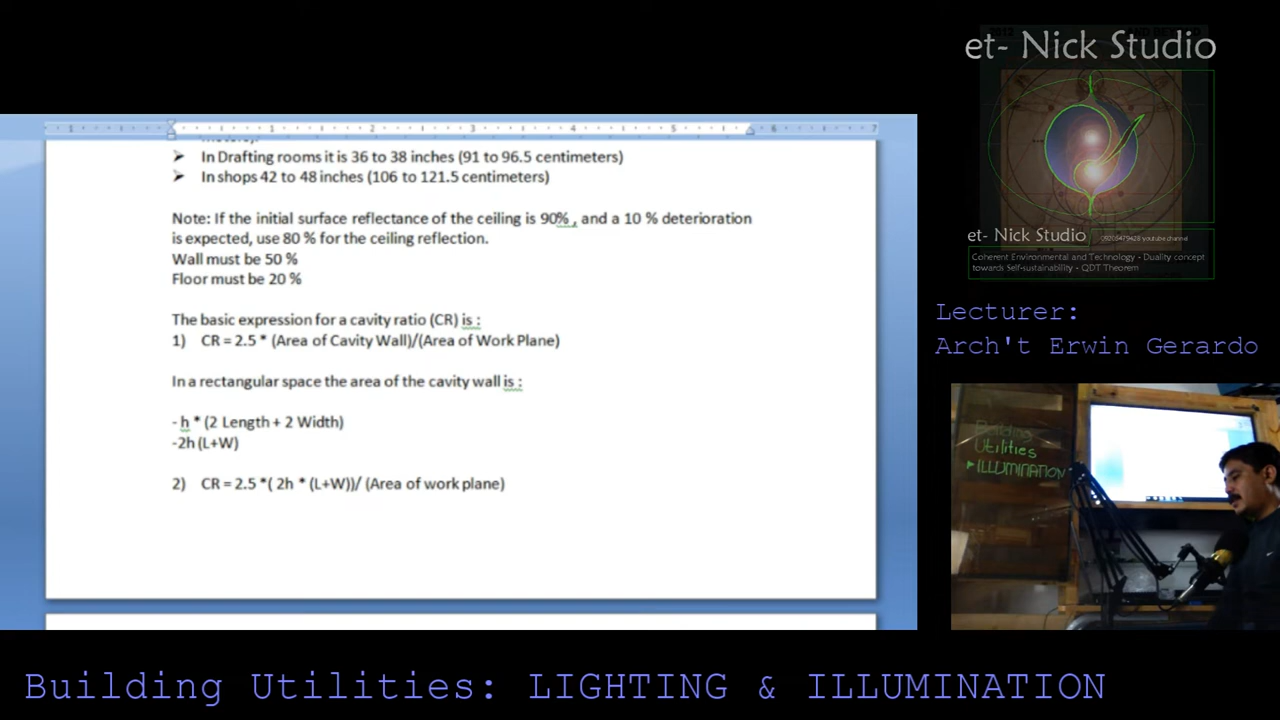 et- Nick Studio
In Drafting rooms it is 36 to 38 inches (91 to 96.5 centimeters)
In shops 42 to 48 inches (106 to 121.5 centimeters)
Note: If the initial surface reflectance of the ceiling is 90% , and a 10 % deterioration
is expected, use 80 % for the ceiling reflection.
Wall must be 50 %
Floor must be 20 %
The basic expression for a cavity ratio (CR) is :
1) CR = 2.5 * (Area of Cavity Wall)/(Area of Work Plane)
In a rectangular space the area of the cavity wall is :
- h * (2 Length + 2 Width)
-2h (L+W)
2) CR = 2.5 *( 2h * (L+W))/ (Area of work plane)
et- Nick Studio
youtube channel
Coherent Environmental and Technology - Duality concept
towards Self-sustainability - QDT Theorem
Lecturer:
Arch't Erwin Gerardo
Building
Utilities
ILLUMINATION
Building Utilities: LIGHTING & ILLUMINATION